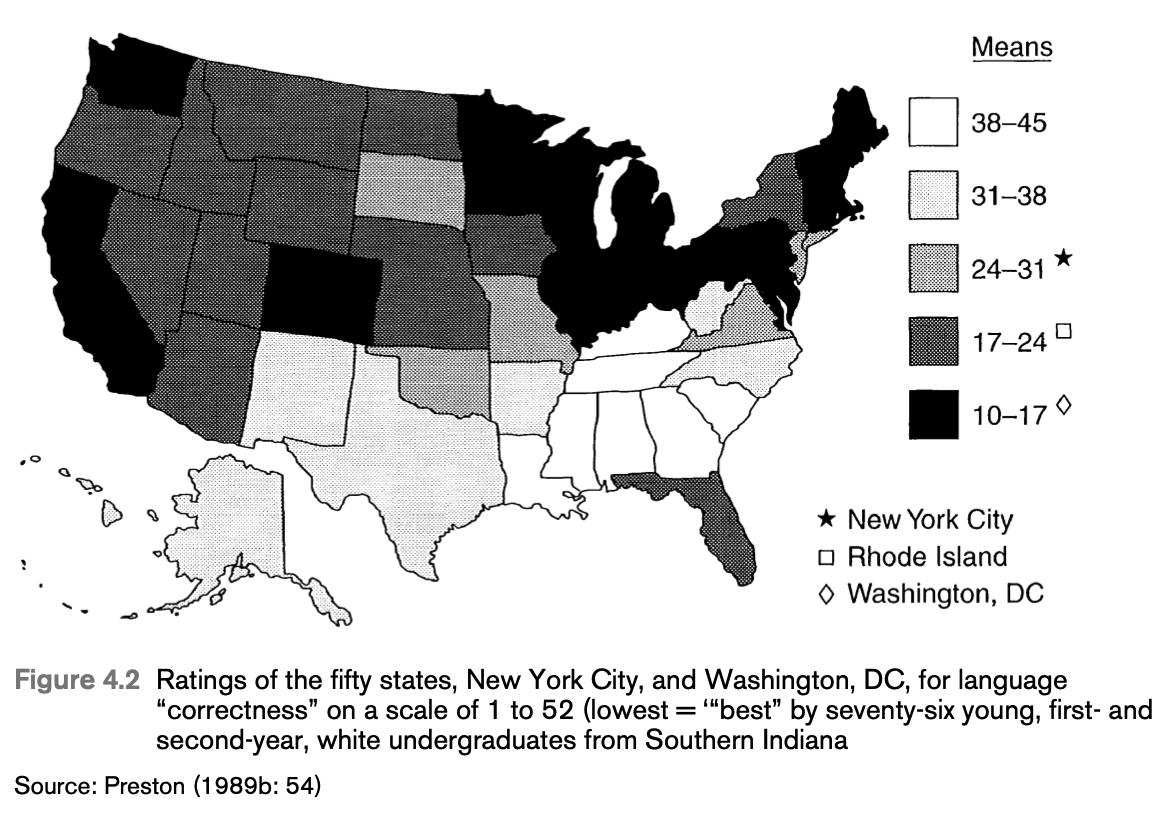 Means
38–45
31–38
24–31 ★
17–24 □
10–17 ◇
★ New York City
□ Rhode Island
◇ Washington, DC
Figure 4.2 Ratings of the fifty states, New York City, and Washington, DC, for language
“correctness” on a scale of 1 to 52 (lowest = ‘“best” by seventy-six young, first- and
second-year, white undergraduates from Southern Indiana
Source: Preston (1989b: 54)